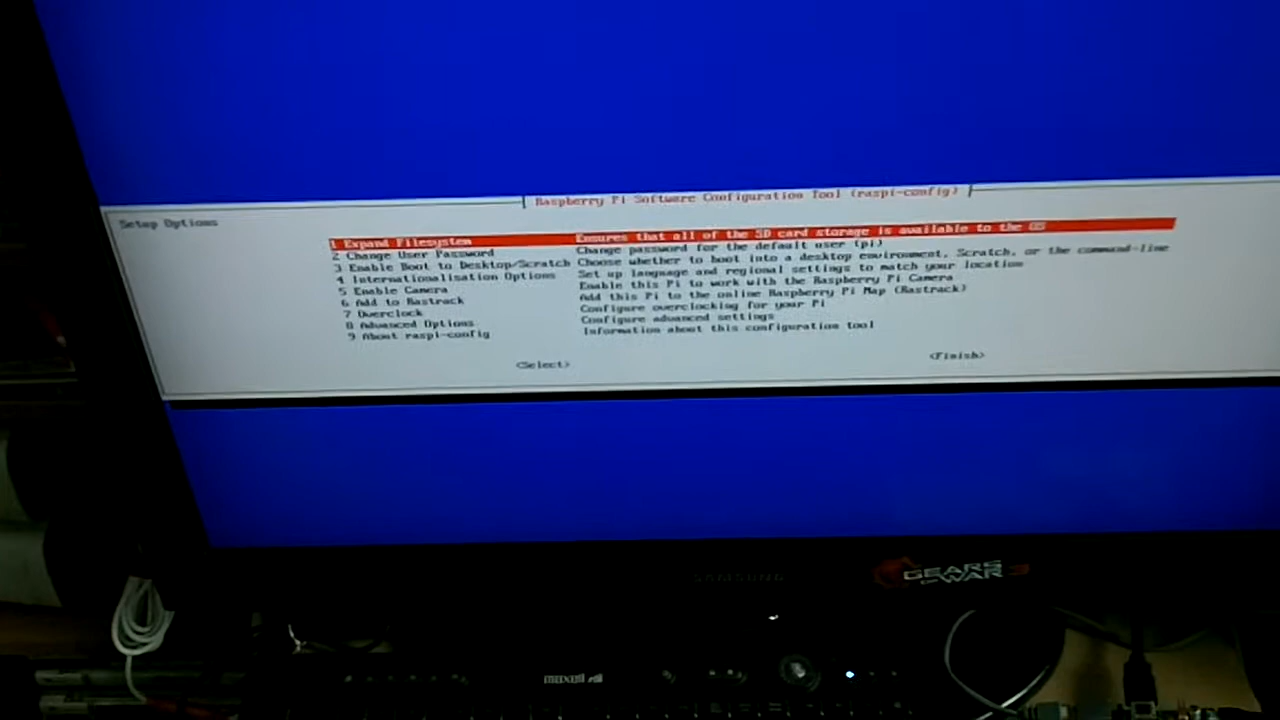 Raspberry Pi Software Configuration Tool (raspi-config)
Setup Options
1 Expand Filesystem Ensures that all of the SD card storage is available to the OS
2 Change User Password Change password for the default user (pi)
3 Enable Boot to Desktop/Scratch Choose whether to boot into a desktop environment, Scratch, or the command-line
4 Internationalisation Options Set up language and regional settings to match your location
5 Enable Camera Enable this Pi to work with the Raspberry Pi Camera
6 Add to Rastrack Add this Pi to the online Raspberry Pi Map (Rastrack)
7 Overclock Configure overclocking for your Pi
8 Advanced Options Configure advanced settings
9 About raspi-config Information about this configuration tool
<Select> <Finish>
SAMSUNG
GEARS OF WAR 3
maxell